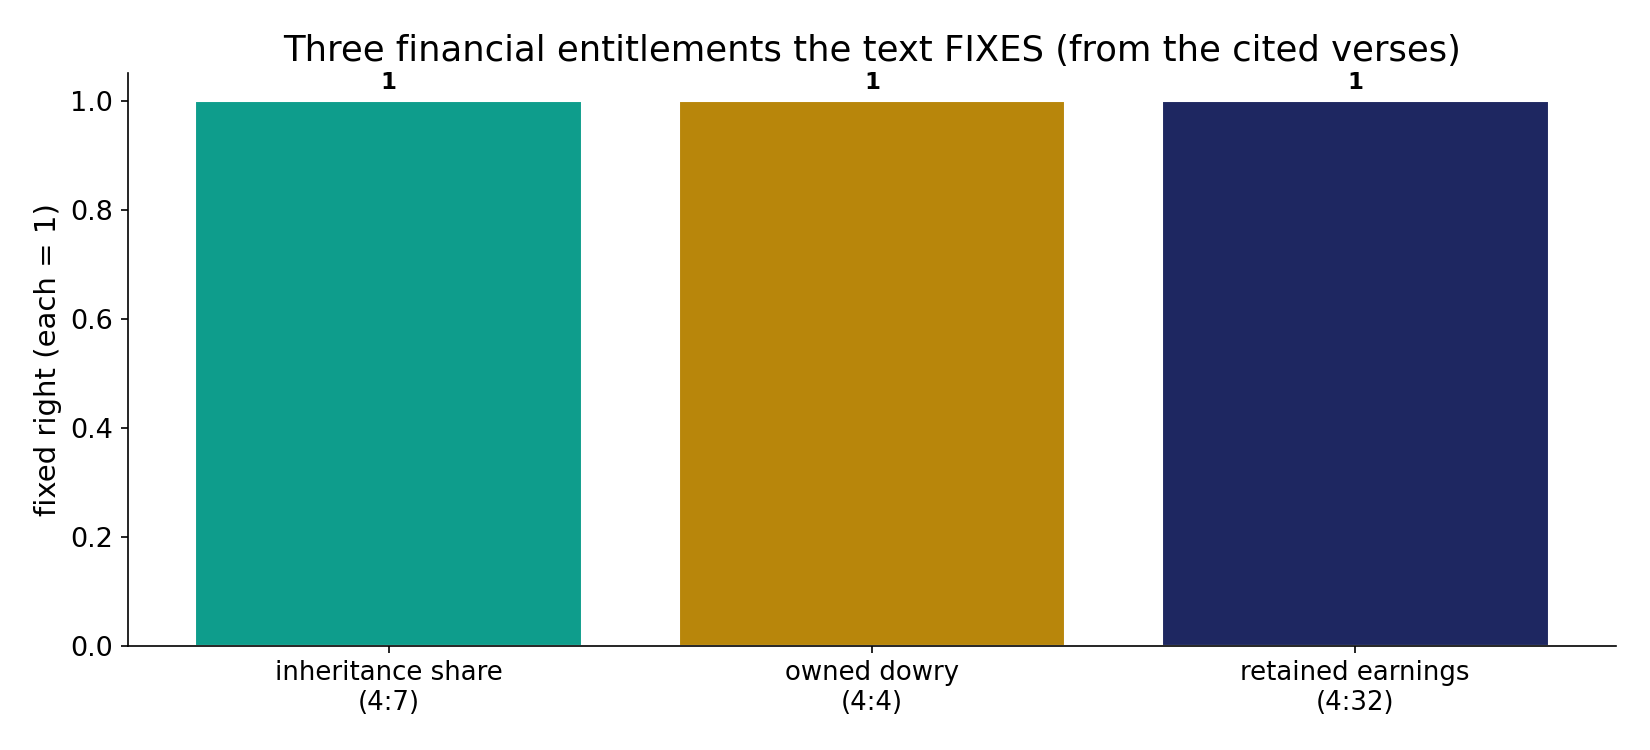 Three financial entitlements the text FIXES (from the cited verses)
1
1
1
fixed right (each = 1)
1.0
0.8
0.6
0.4
0.2
0.0
inheritance share
(4:7)
owned dowry
(4:4)
retained earnings
(4:32)